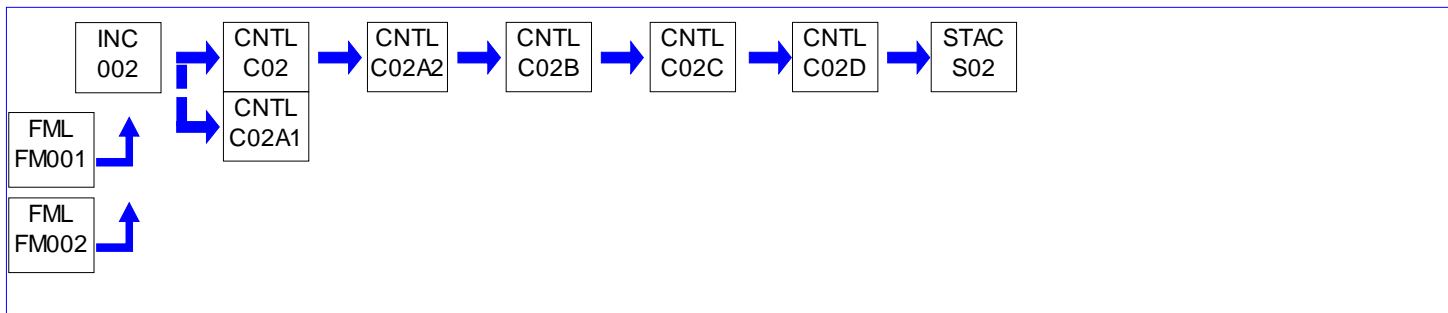 INC
002
CNTL
C02
CNTL
C02A2
CNTL
C02B
CNTL
C02C
CNTL
C02D
STAC
S02
CNTL
C02A1
FML
FM001
FML
FM002